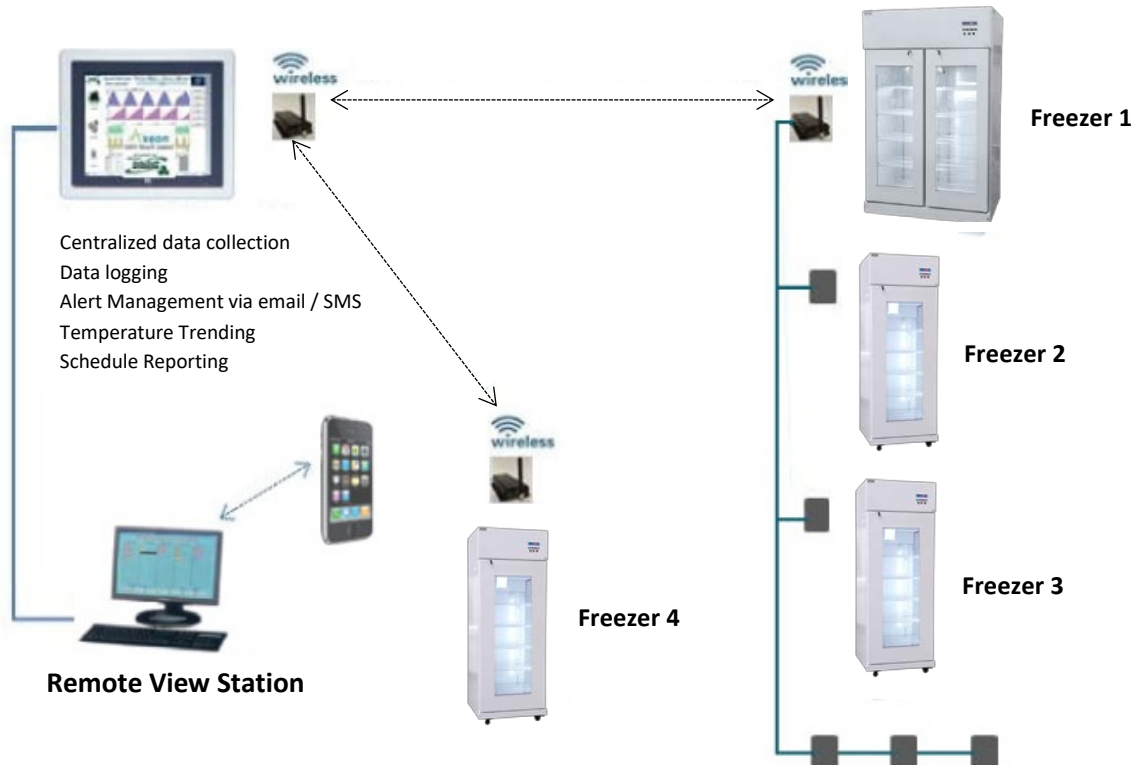 wireless
wireless
Freezer 1
Centralized data collection
Data logging
Alert Management via email / SMS
Temperature Trending
Schedule Reporting
Freezer 2
wireless
Freezer 3
Freezer 4
Remote View Station